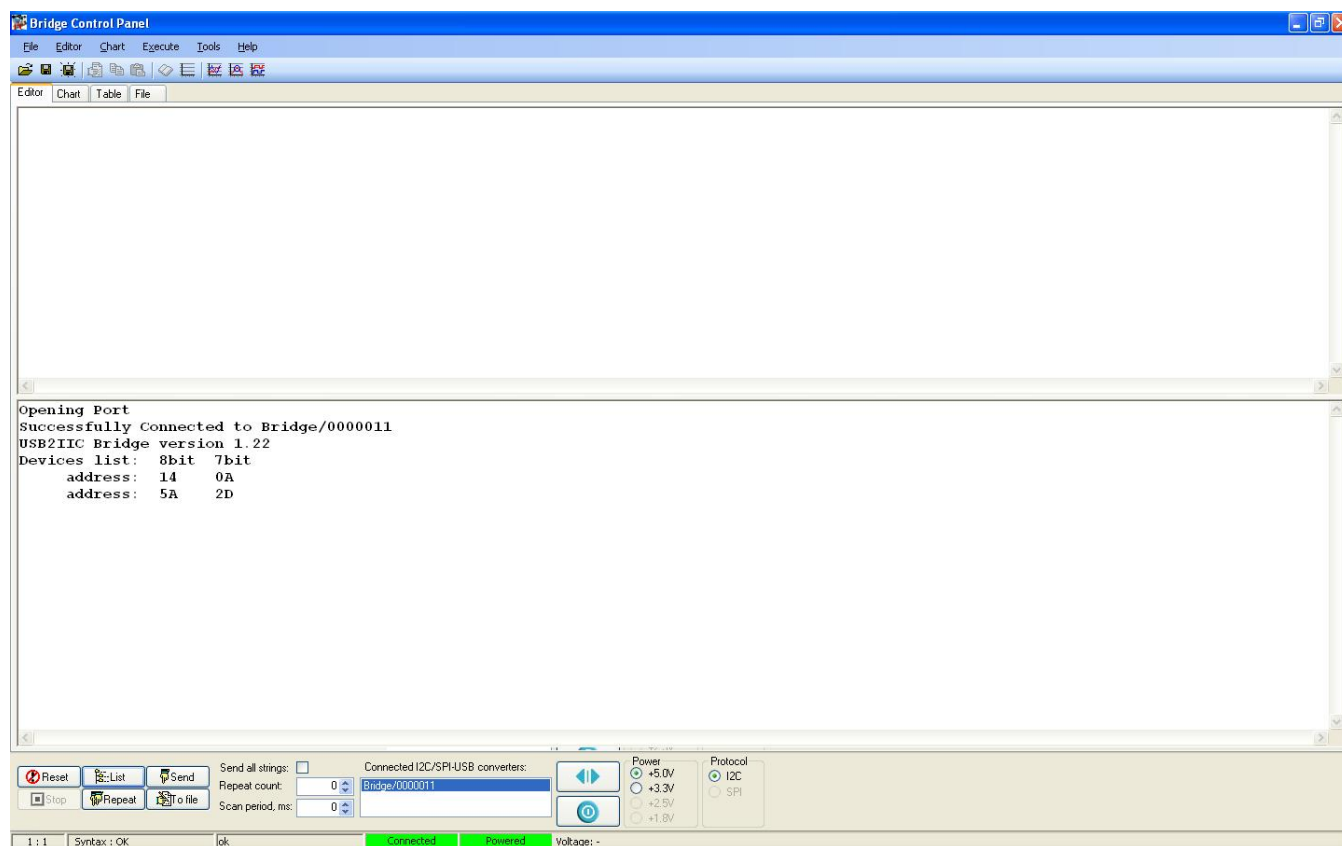 Bridge Control Panel
File Editor Chart Execute Tools Help
Editor Chart Table File
Opening Port
Successfully Connected to Bridge/0000011
USB2IIC Bridge version 1.22
Devices list: 8bit 7bit
address: 14 0A
address: 5A 2D
Reset List Send
Stop Repeat To file
Send all strings:
Repeat count: 0
Scan period, ms: 0
Connected I2C/SPI-USB converters:
Bridge/0000011
Power
+5.0V
+3.3V
+2.5V
+1.8V
Protocol
I2C
SPI
1 : 1 Syntax : OK ok Connected Powered Voltage: -